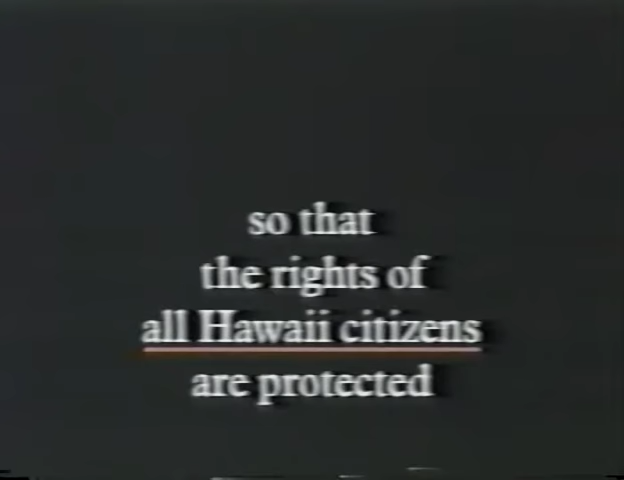 so that
the rights of
all Hawaii citizens
are protected